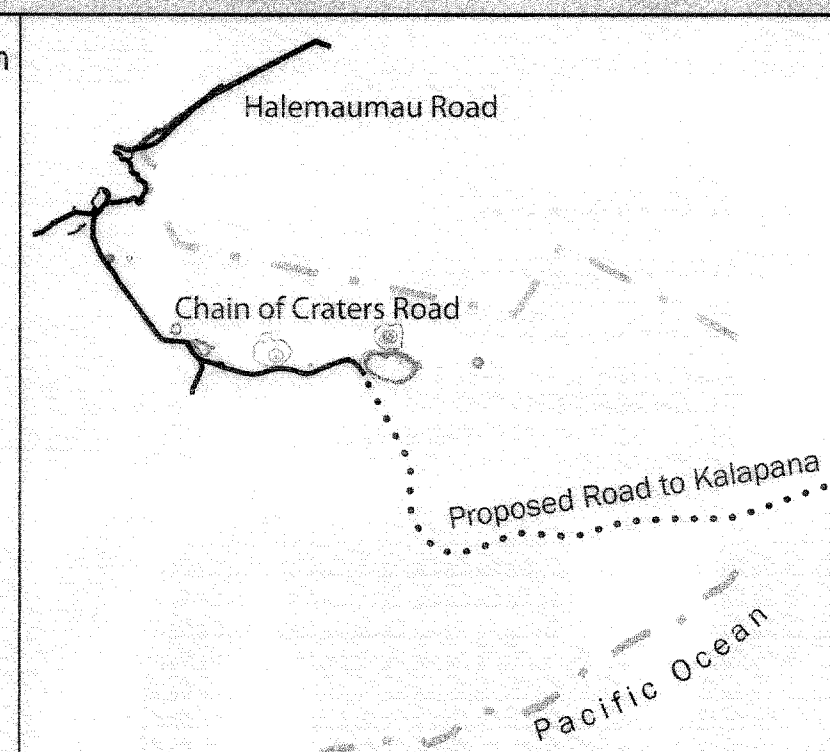 Halemaumau Road
Chain of Craters Road
Proposed Road to Kalapana
Pacific Ocean